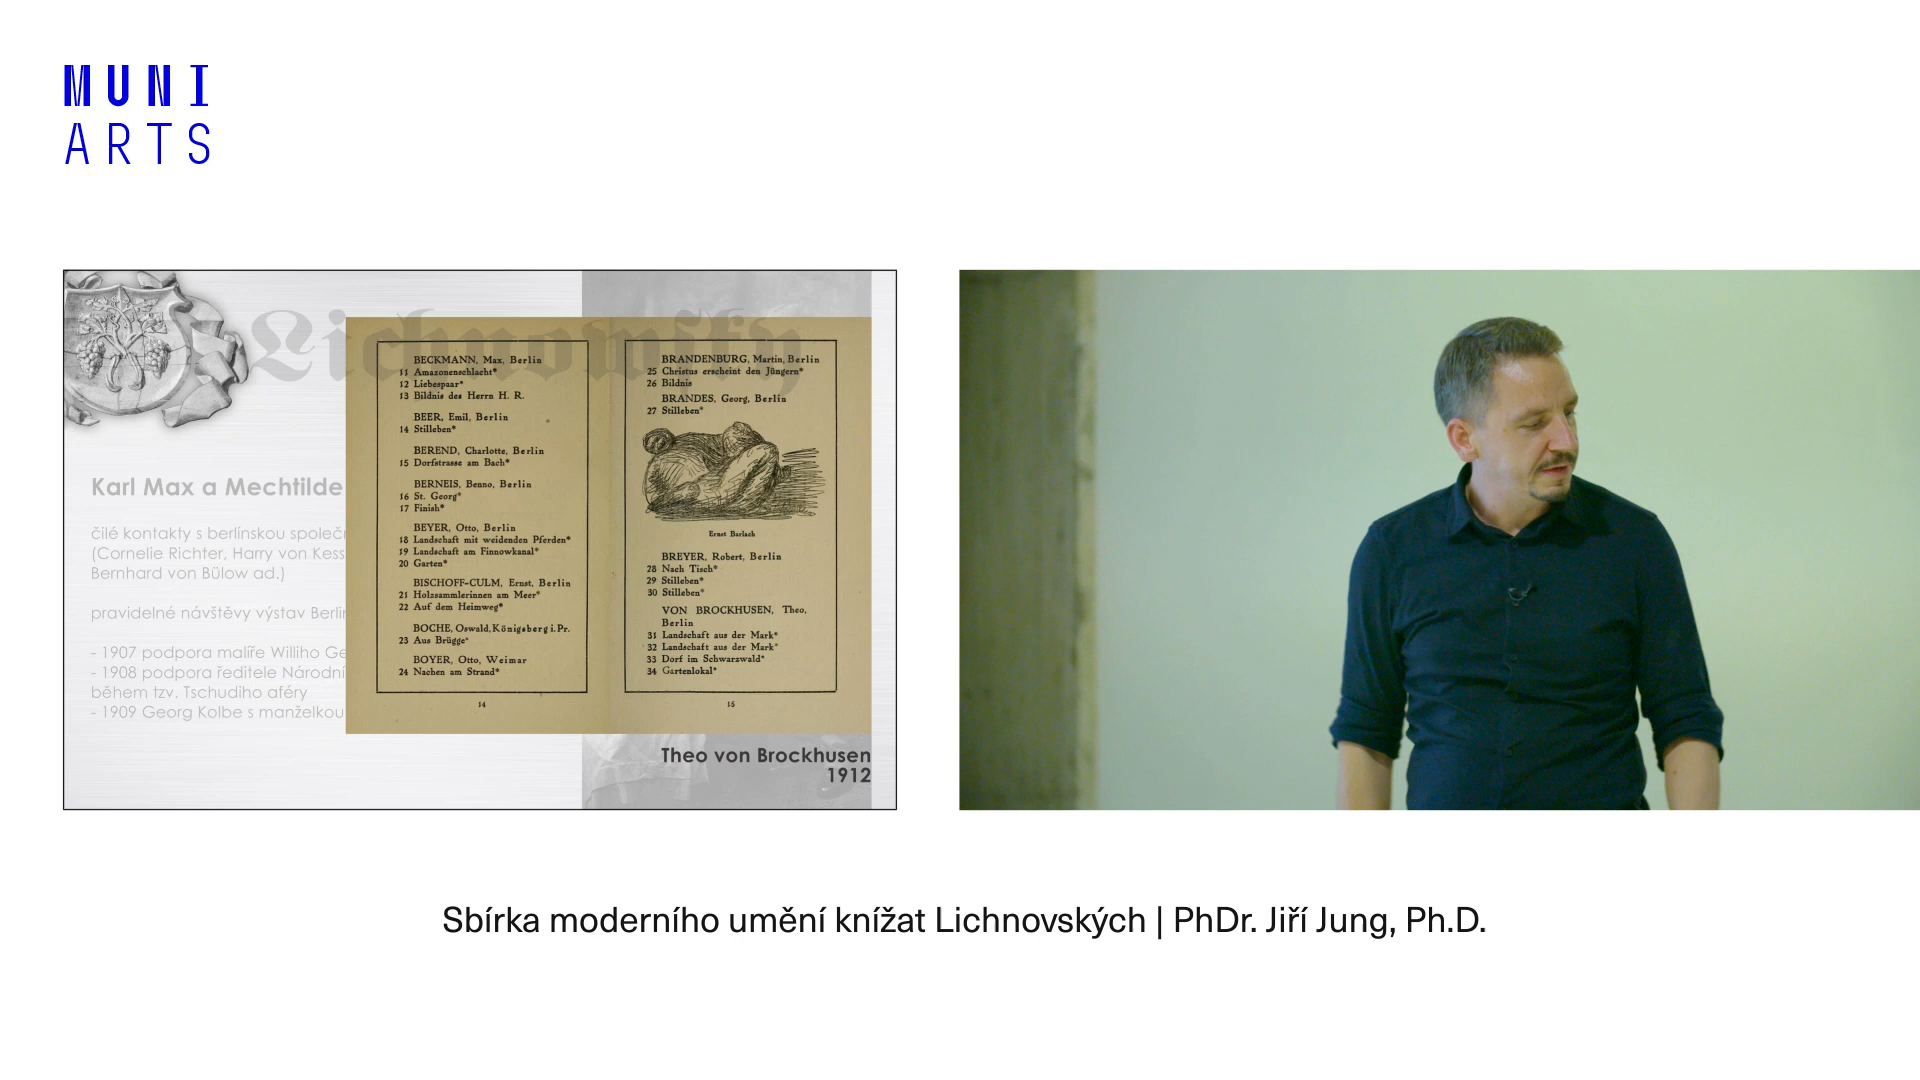 MUNI
ARTS
Lichnowsky
Karl Max a Mechtilde
čilé kontakty s berlínskou
(Cornelie Richter, Harry von
Bernhard von Bülow ad.)
pravidelné návštěvy výstav
- 1907 podpora malíře Williho
- 1908 podpora ředitele
během tzv. Tschudiho aféry
- 1909 Georg Kolbe s manželkou
BECKMANN, Max, Berlin
11 Amazonenschlacht*
12 Liebespaar*
13 Bildnis des Herrn H. R.
BEER, Emil, Berlin
14 Stilleben*
BEREND, Charlotte, Berlin
15 Dorfstrasse am Bach*
BERNEIS, Benno, Berlin
16 St. Georg*
17 Finish*
BEYER, Otto, Berlin
18 Landschaft mit weidenden Pferden*
19 Landschaft am Finnowkanal*
20 Garten*
BISCHOFF-CULM, Ernst, Berlin
21 Holzsammlerinnen am Meer*
22 Auf dem Heimweg*
BOCHE, Oswald, Königsberg i. Pr.
23 Aus Brügge*
BOYER, Otto, Weimar
24 Nachen am Strand*
14
BRANDENBURG, Martin, Berlin
25 Christus erscheint den Jüngern*
26 Bildnis
BRANDES, Georg, Berlin
27 Stilleben*
Ernst Barlach
BREYER, Robert, Berlin
28 Nach Tisch*
29 Stilleben*
30 Stilleben*
VON BROCKHUSEN, Theo,
Berlin
31 Landschaft aus der Mark*
32 Landschaft aus der Mark*
33 Dorf im Schwarzwald*
34 Gartenlokal*
15
Theo von Brockhusen
1912
Sbírka moderního umění knížat Lichnovských | PhDr. Jiří Jung, Ph.D.